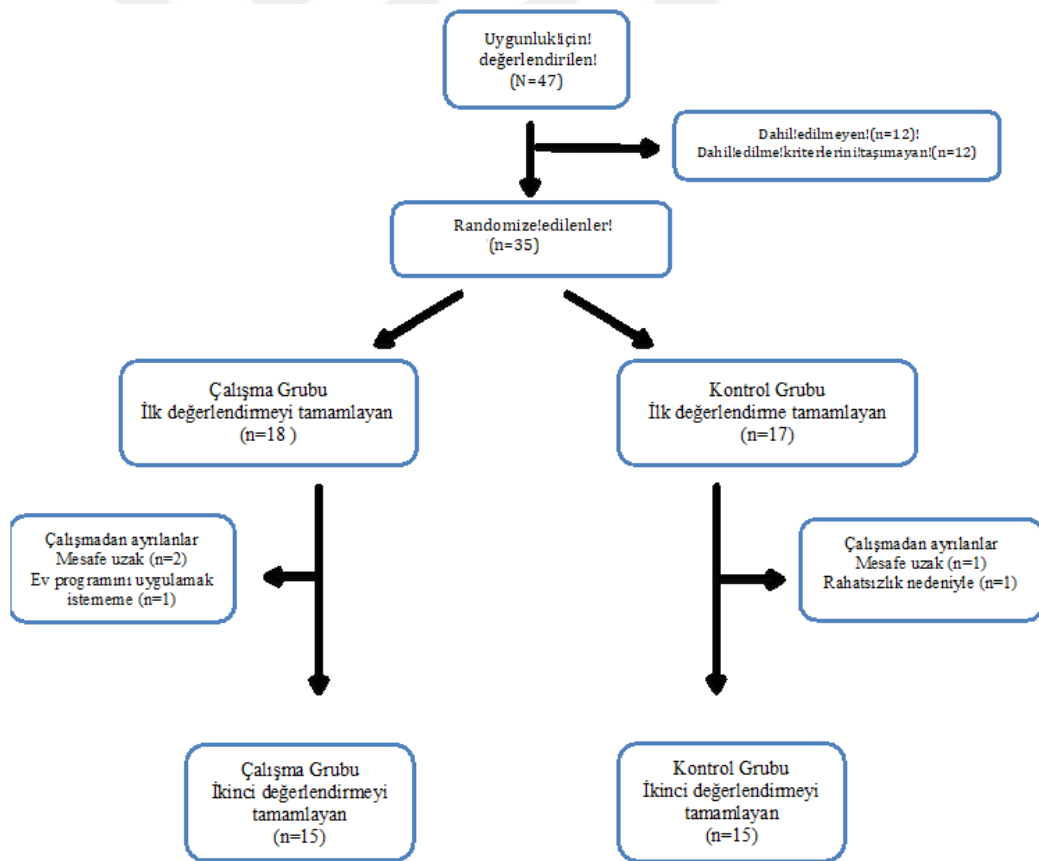 Uygunluk!için!
değerlendirilen!
(N=47)
Dahil!edilmeyen!(n=12)!
Dahil!edilme!kriterlerini!taşımayan!(n=12)
Randomize!edilenler!
(n=35)
Çalışma Grubu
İlk değerlendirmeyi tamamlayan
(n=18 )
Kontrol Grubu
İlk değerlendirme tamamlayan
(n=17)
Çalışmadan ayrılanlar
Mesafe uzak (n=2)
Ev programını uygulamak
istememe (n=1)
Çalışmadan ayrılanlar
Mesafe uzak (n=1)
Rahatsızlık nedeniyle (n=1)
Çalışma Grubu
İkinci değerlendirmeyi
tamamlayan
(n=15)
Kontrol Grubu
İkinci değerlendirmeyi
tamamlayan
(n=15)